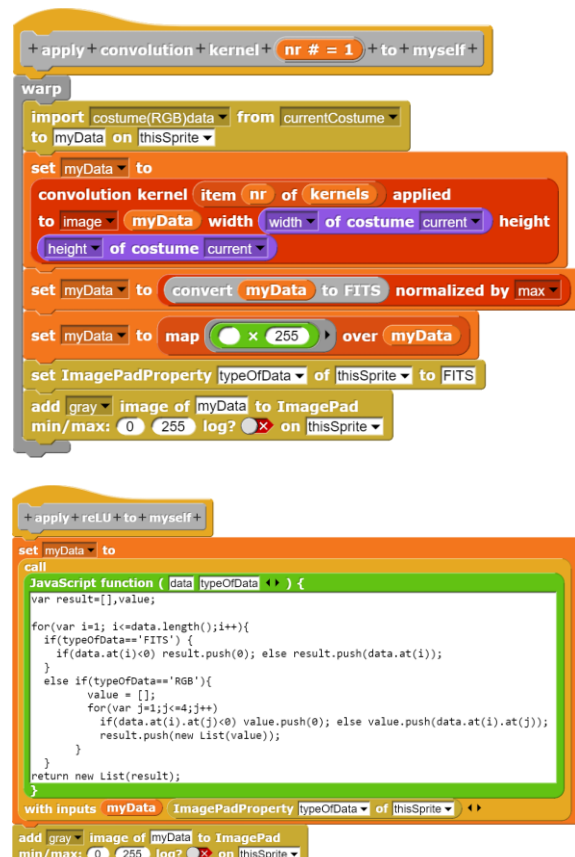 + apply + convolution + kernel + nr # = 1 + to + myself +
warp
import costume(RGB)data from currentCostume
to myData on thisSprite
set myData to
convolution kernel item nr of kernels applied
to image myData width width of costume current height
height of costume current
set myData to convert myData to FITS normalized by max
set myData to map × 255 over myData
set ImagePadProperty typeOfData of thisSprite to FITS
add gray image of myData to ImagePad
min/max: 0 255 log? on thisSprite
+ apply + reLU + to + myself +
set myData to
call
JavaScript function ( data typeOfData ) {
var result=[],value;
for(var i=1; i<=data.length();i++){
if(typeOfData=='FITS') {
if(data.at(i)<0) result.push(0); else result.push(data.at(i));
}
else if(typeOfData=='RGB'){
value = [];
for(var j=1;j<=4;j++)
if(data.at(i).at(j)<0) value.push(0); else value.push(data.at(i).at(j));
result.push(new List(value));
}
}
return new List(result);
}
with inputs myData ImagePadProperty typeOfData of thisSprite
add gray image of myData to ImagePad
min/max: 0 255 log? on thisSprite